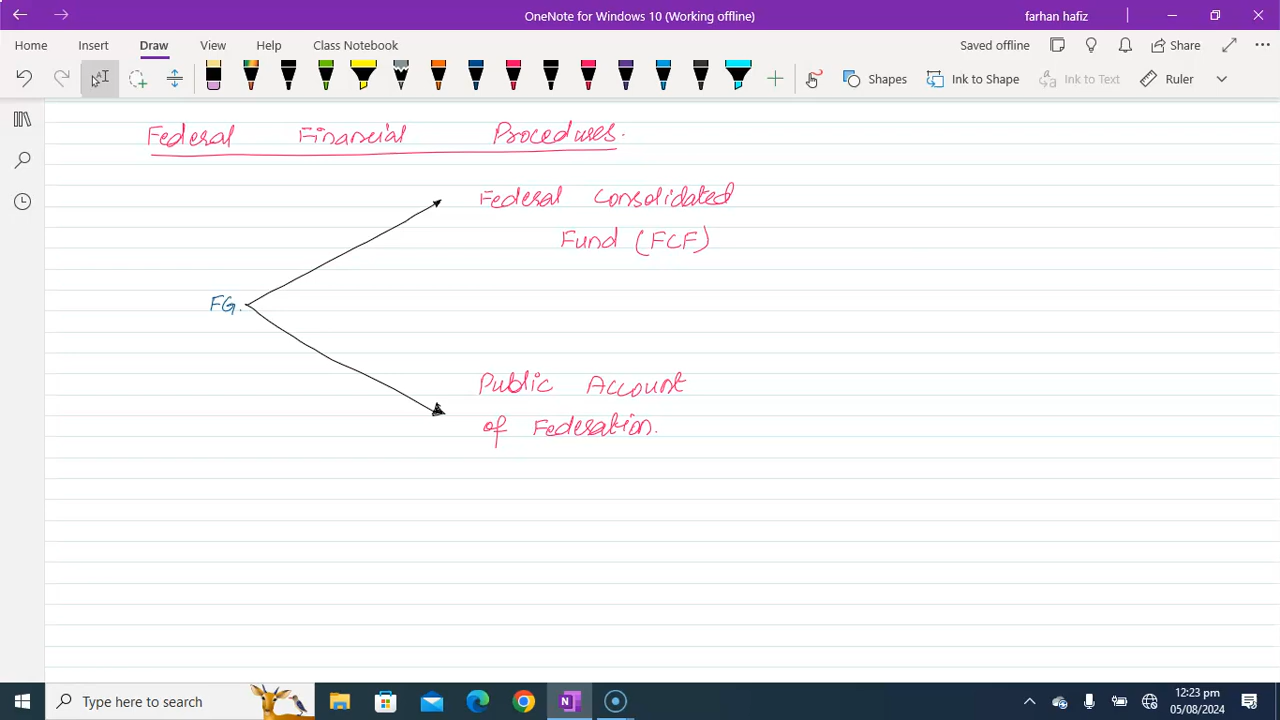 OneNote for Windows 10 (Working offline)
farhan hafiz
Home Insert Draw View Help Class Notebook
Saved offline Share
Shapes Ink to Shape Ink to Text Ruler
Federal Financial Procedures.
Federal Consolidated
Fund (FCF)
FG.
Public Account
of Federation.
Type here to search
12:23 pm
05/08/2024